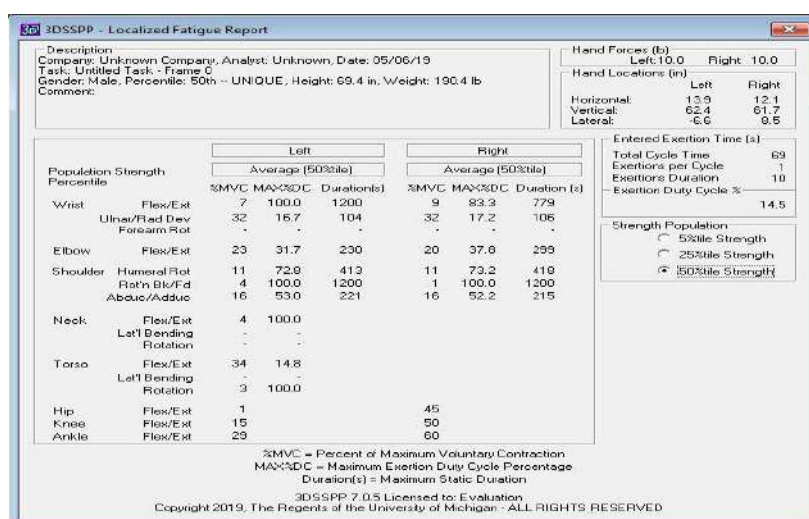 3DSSPP - Localized Fatigue Report
Description
Company: Unknown Company, Analyst: Unknown, Date: 05/06/19
Task: Untitled Task - Frame 0
Gender: Male, Percentile: 50th -- UNIQUE, Height: 69.4 in, Weight: 190.4 lb
Comment:
Hand Forces (lb)
Left: 10.0 Right 10.0
Hand Locations (in)
Left Right
Horizontal: 13.9 12.1
Vertical: 62.4 61.7
Lateral: -6.6 8.5
Left Right
Population Strength Percentile Average (50%tile) Average (50%tile)
%MVC MAX%DC Duration(s) %MVC MAX%DC Duration (s)
Wrist Flex/Ext 7 100.0 1200 9 83.3 779
Ulnar/Rad Dev 32 16.7 104 32 17.2 106
Forearm Rot - - - - - -
Elbow Flex/Ext 23 31.7 230 20 37.8 299
Shoulder Humeral Rot 11 72.8 413 11 73.2 418
Rot'n Bk/Fd 4 100.0 1200 1 100.0 1200
Abduc/Adduc 16 53.0 221 16 52.2 215
Neck Flex/Ext 4 100.0
Lat'l Bending - -
Rotation - -
Torso Flex/Ext 34 14.8
Lat'l Bending - -
Rotation 3 100.0
Hip Flex/Ext 1 45
Knee Flex/Ext 15 50
Ankle Flex/Ext 29 60
Entered Exertion Time (s)
Total Cycle Time 69
Exertions per Cycle 1
Exertions Duration 10
Exertion Duty Cycle %
14.5
Strength Population
5%tile Strength
25%tile Strength
50%tile Strength
%MVC = Percent of Maximum Voluntary Contraction
MAX%DC = Maximum Exertion Duty Cycle Percentage
Duration(s) = Maximum Static Duration
3DSSPP 7.0.5 Licensed to: Evaluation
Copyright 2019, The Regents of the University of Michigan - ALL RIGHTS RESERVED